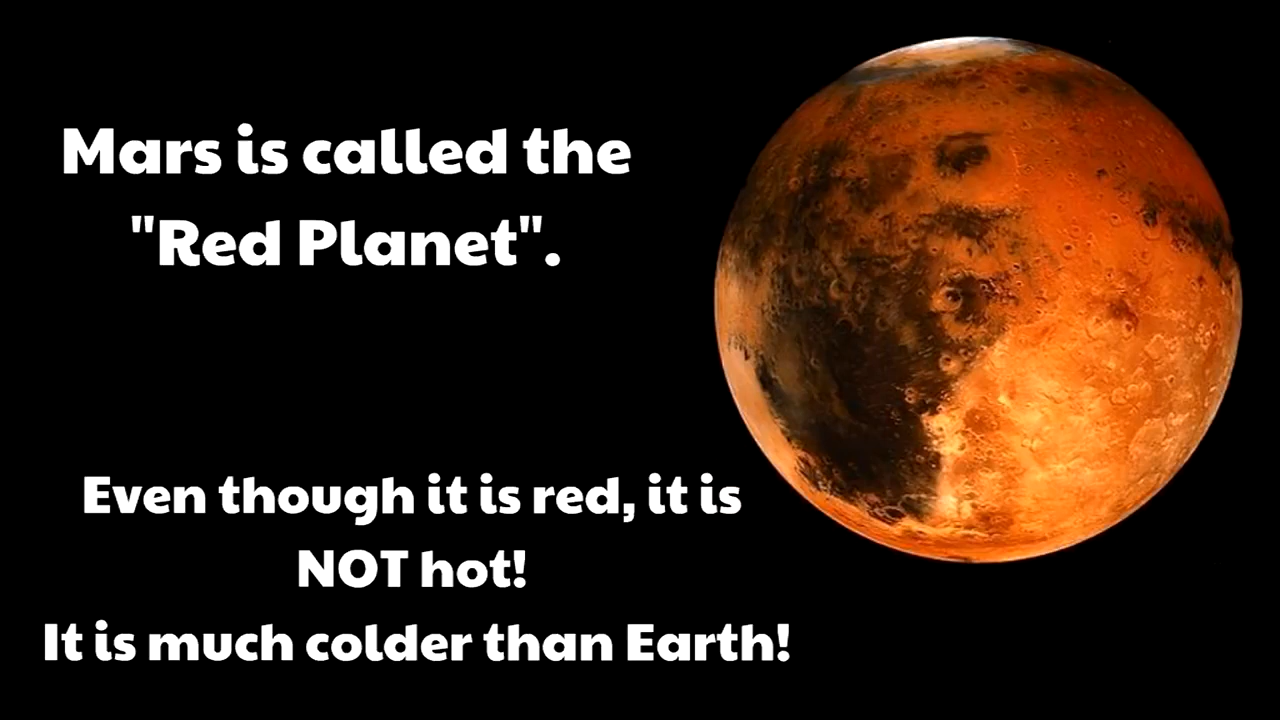 Mars is called the
"Red Planet".
Even though it is red, it is
NOT hot!
It is much colder than Earth!